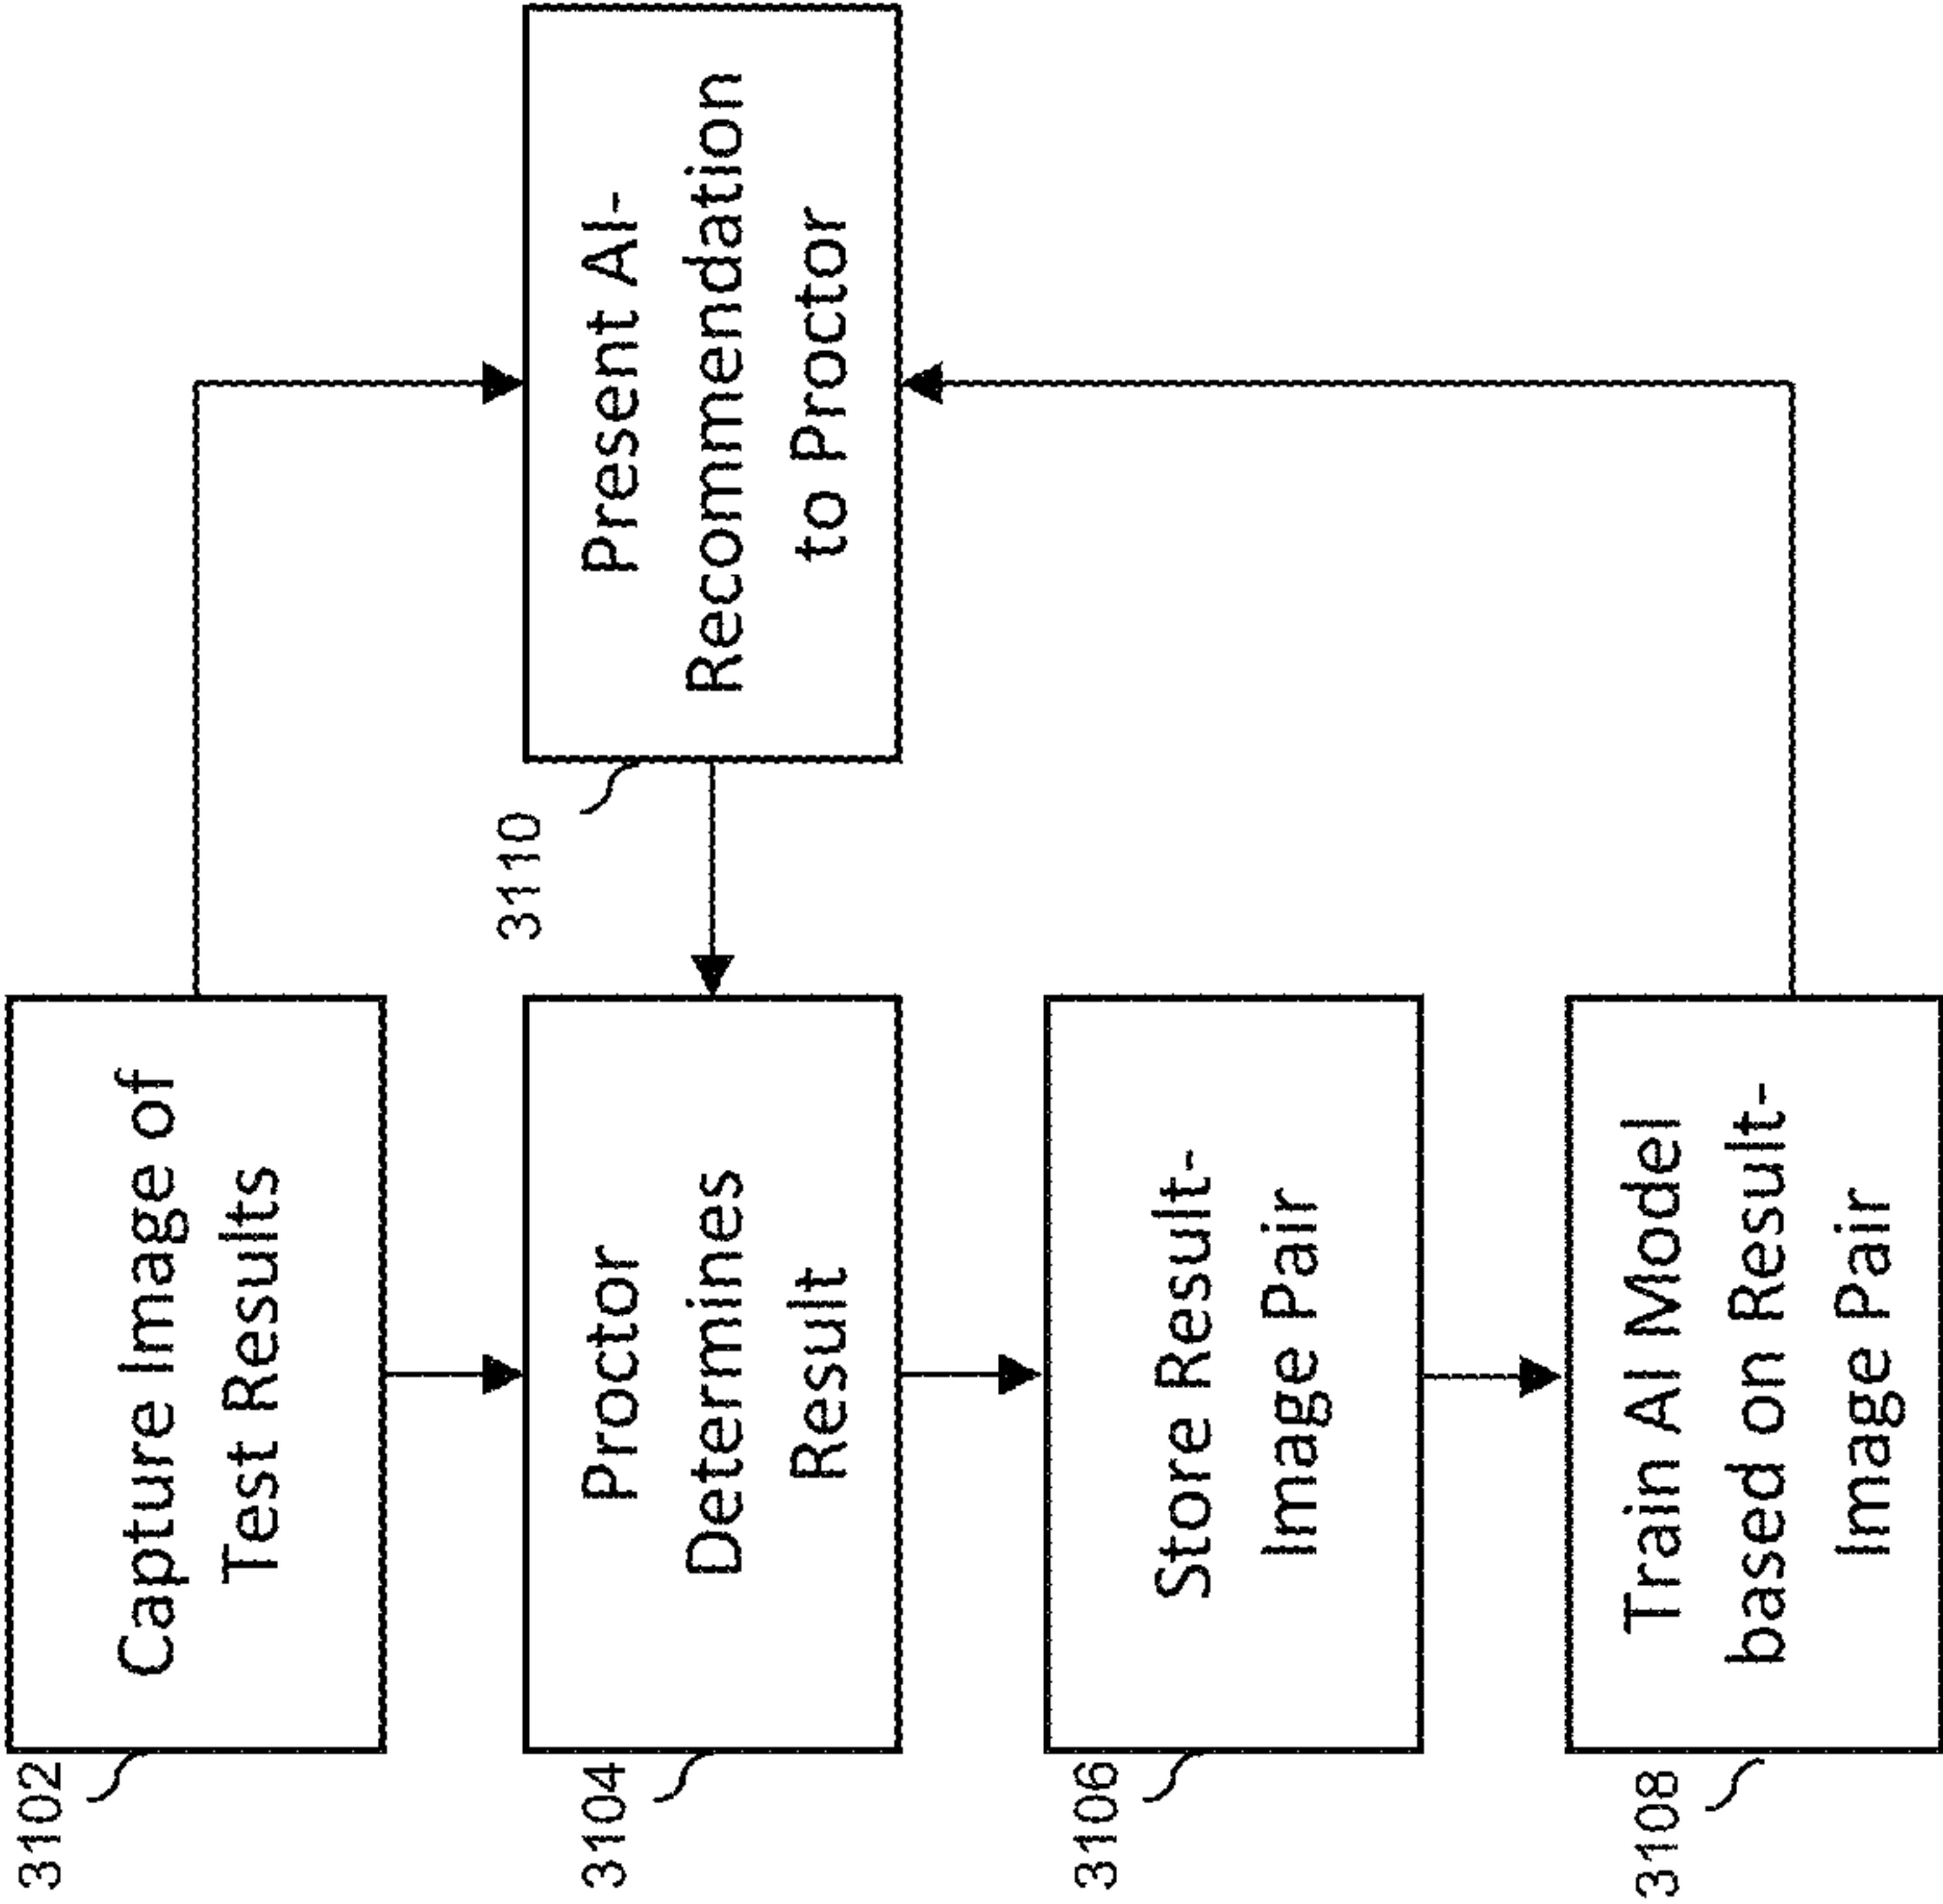 3102
Capture Image of
Test Results
3104
Proctor
Determines
Result
3106
Store Result-
Image Pair
3108
Train AI Model
based on Result-
Image Pair
3110
Present AI-
Recommendation
to Proctor